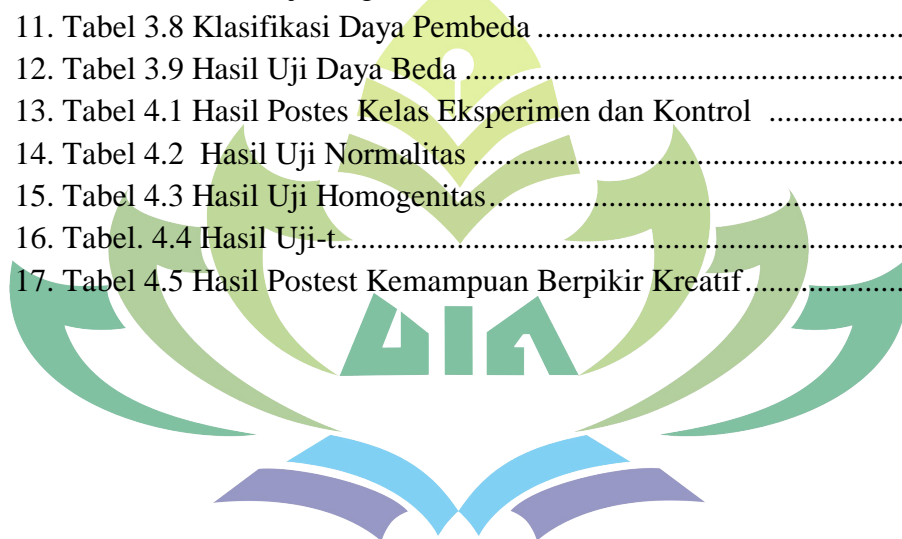 11. Tabel 3.8 Klasifikasi Daya Pembeda ..............................................
12. Tabel 3.9 Hasil Uji Daya Beda .......................................................
13. Tabel 4.1 Hasil Postes Kelas Eksperimen dan Kontrol .................
14. Tabel 4.2 Hasil Uji Normalitas ......................................................
15. Tabel 4.3 Hasil Uji Homogenitas....................................................
16. Tabel. 4.4 Hasil Uji-t.......................................................................
17. Tabel 4.5 Hasil Postest Kemampuan Berpikir Kreatif....................
UIN